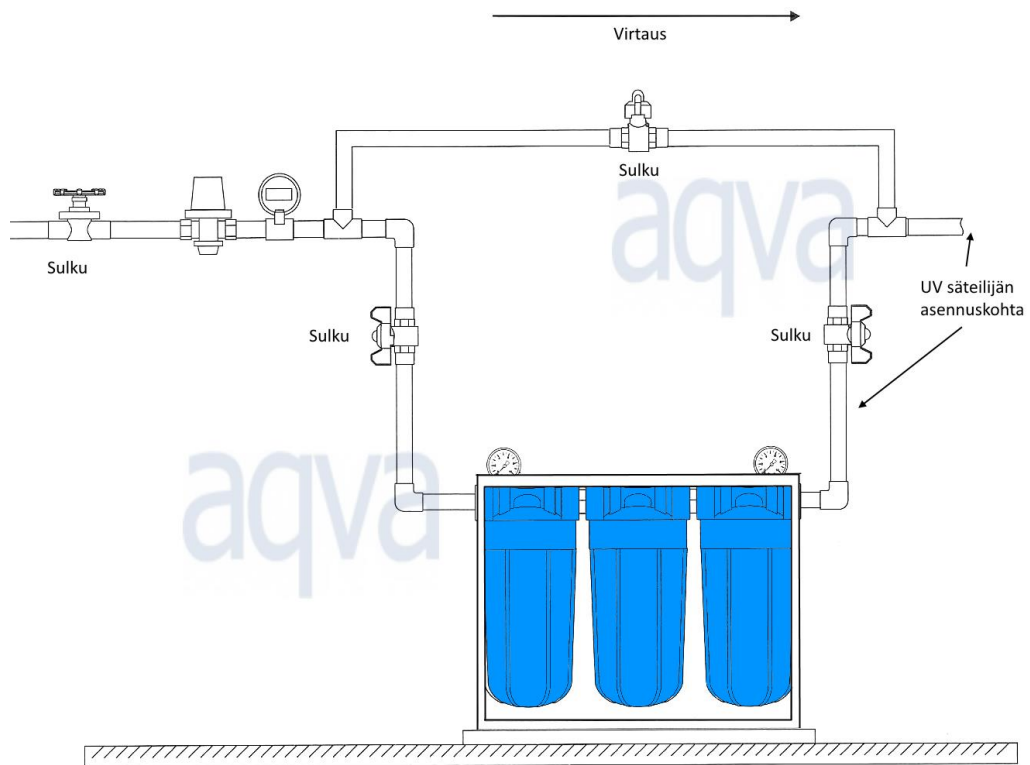 Virtaus
Sulku
aqva
Sulku
UV säteilijän
asennuskohta
Sulku
Sulku
aqva